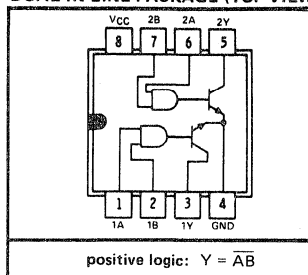 DUAL-IN-LINE PACKAGE (TOP VIEW)
VCC 2B 2A 2Y
8 7 6 5
1 2 3 4
1A 1B 1Y GND
positive logic: Y = A̅B̅